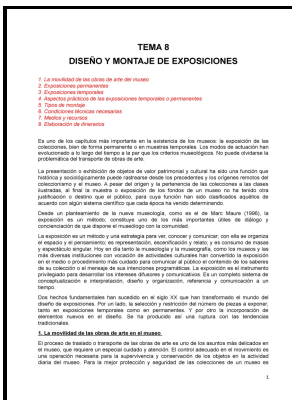 TEMA 8
DISEÑO Y MONTAJE DE EXPOSICIONES
1. La movilidad de las obras de arte del museo
2. Exposiciones permanentes
3. Exposiciones temporales
4. Aspectos prácticos de las exposiciones temporales o permanentes
5. Tipos de montaje
6. Condiciones técnicas necesarias
7. Medios y recursos
8. Elaboración de itinerarios
Es uno de los capítulos más importante en la existencia de los museos: la exposición de las
colecciones, bien de forma permanente o en muestras temporales. Los modos de actuación han
evolucionado a lo largo del tiempo a la par que los criterios museológicos. No puede olvidarse la
problemática del transporte de obras de arte.
La presentación o exhibición de objetos de valor patrimonial y cultural ha sido una función que
histórica y sociológicamente puede rastrearse desde los precedentes y los orígenes remotos del
coleccionismo y el museo. A pesar del origen y la pertenencia de las colecciones a las clases
ilustradas, al final la muestra o exposición de los fondos de un museo no ha tenido otra
justificación o destino que el público, para cuya función han sido clasificados aquéllos de
acuerdo con algún sistema científico que cada época ha venido determinando.
Desde un planteamiento de la nueva museología, como es el de Marc Maure (1996), la
exposición es un método, constituye uno de los más importantes útiles de diálogo y
concienciación de que dispone el museólogo con la comunidad.
La exposición es un método y una estrategia para ver, conocer y comunicar; con ella se organiza
el espacio y el pensamiento; es representación, escenificación y relato; y es consumo de masas
y espectáculo singular. Hoy en día tanto la museología y la museografía, como los museos y las
más diversas instituciones con vocación de actividades culturales han convertido la exposición
en el medio o procedimiento más cuidado para comunicar al público el contenido de los saberes
de su colección o el mensaje de sus intenciones programáticas. La exposición es el instrumento
privilegiado para desarrollar los intereses difusores y comunicativos. Es un completo sistema de
conceptualización e interpretación, diseño y organización, referencia y comunicación a un
tiempo.
Dos hechos fundamentales han sucedido en el siglo XX que han transformado el mundo del
diseño de exposiciones. Por un lado, la selección y restricción del número de piezas a exponer,
tanto en exposiciones temporales como en permanentes. Y por otro la incorporación de
elementos nuevos en el diseño. Se ha producido así una ruptura con las tendencias
tradicionales.
1. La movilidad de las obras de arte en el museo
El proceso de traslado o transporte de las obras de arte es uno de los asuntos más delicados en
el museo, que requiere un especial cuidado y atención. El control adecuado en el movimiento es
una operación necesaria para la supervivencia y conservación de los objetos en la actividad
diaria del museo. Para la mejor protección y seguridad de las colecciones de un museo es
1